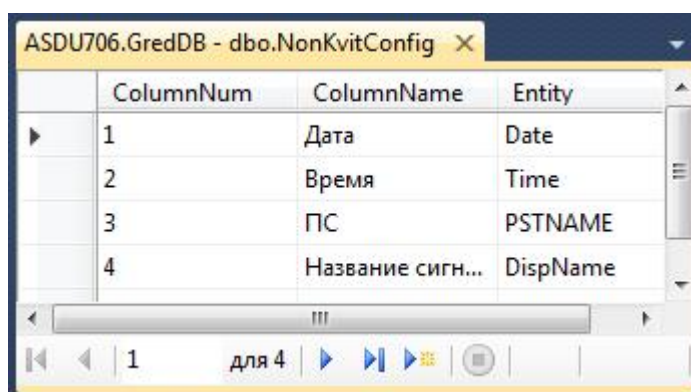 ASDU706.GredDB - dbo.NonKvitConfig
ColumnNum ColumnName Entity
1 Дата Date
2 Время Time
3 ПС PSTNAME
4 Название сигн... DispName
1 для 4